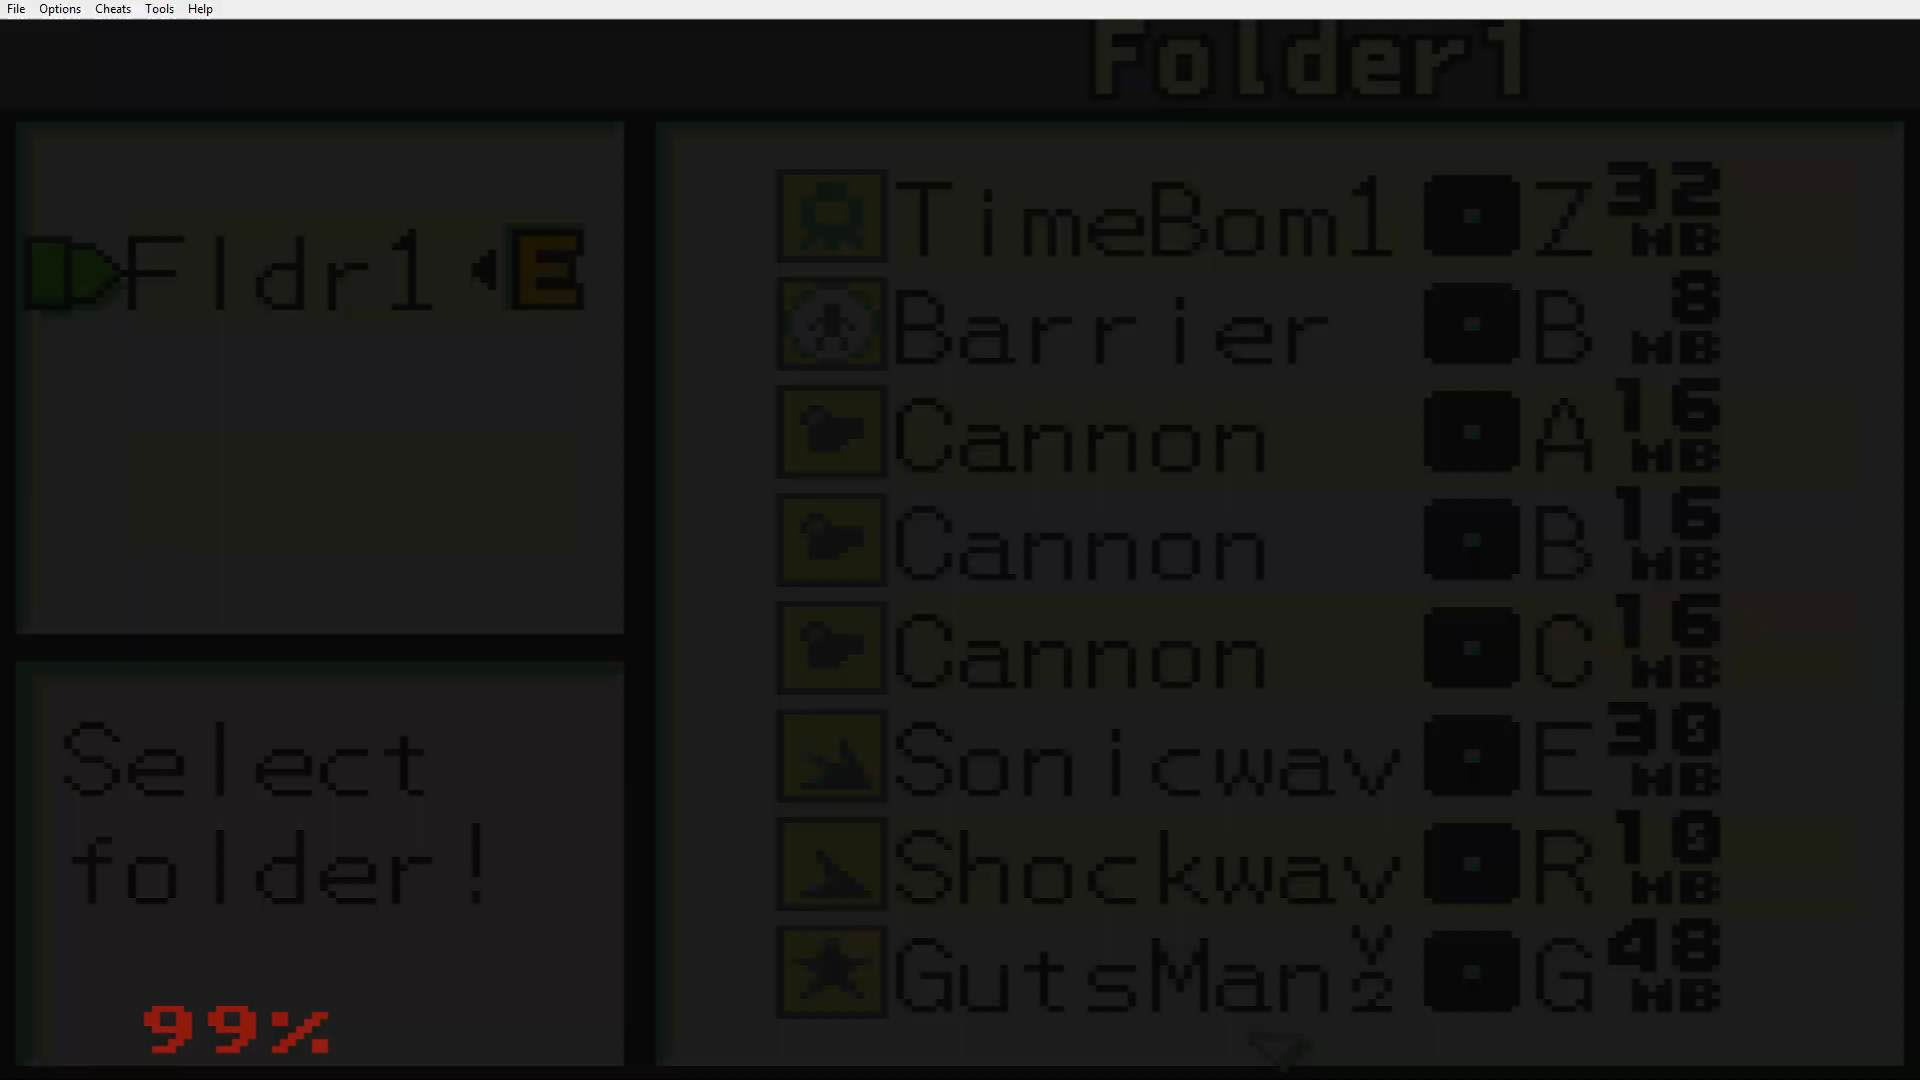 File Options Cheats Tools Help
Folder1
Fldr1 E
Select
folder!
99%
TimeBom1 Z 32 MB
Barrier B 8 MB
Cannon A 16 MB
Cannon B 16 MB
Cannon C 16 MB
Sonicwav E 30 MB
Shockwav R 10 MB
GutsManV2 G 48 MB